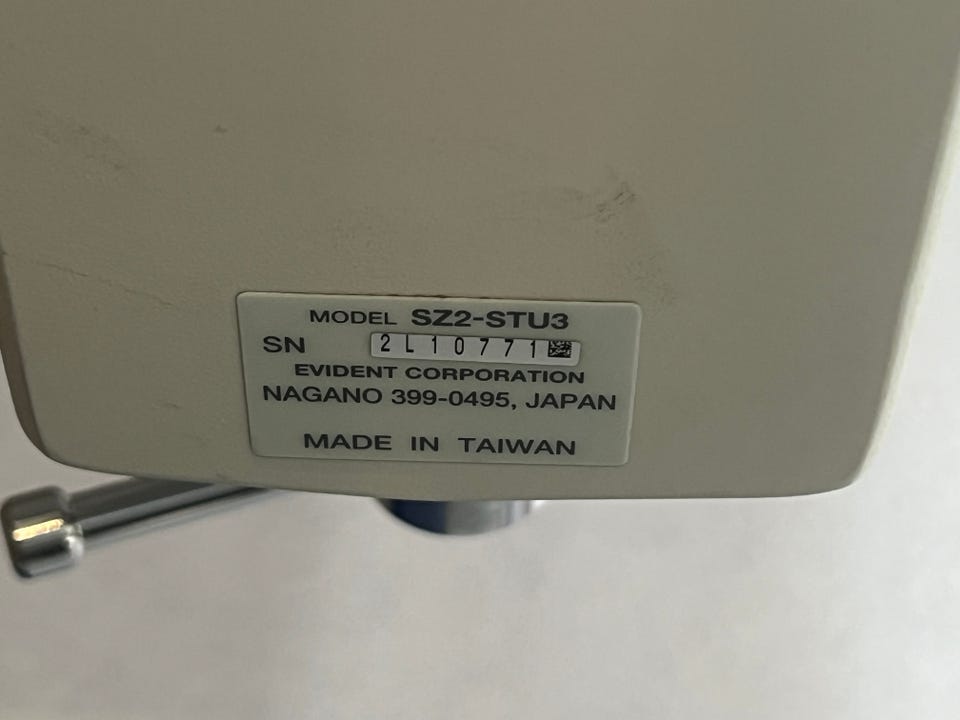 MODEL SZ2-STU3
SN 2L10771
EVIDENT CORPORATION
NAGANO 399-0495, JAPAN
MADE IN TAIWAN